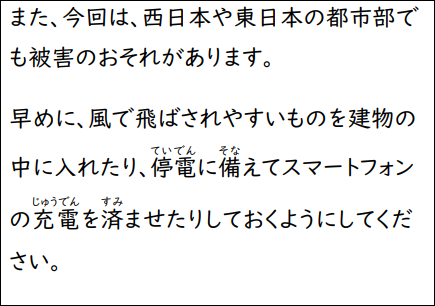 また、今回は、西日本や東日本の都市部で
も被害のおそれがあります。
早めに、風で飛ばされやすいものを建物の
ていでん そな
中に入れたり、停電に備えてスマートフォン
じゅうでん すみ
の充電を済ませたりしておくようにしてくだ
さい。